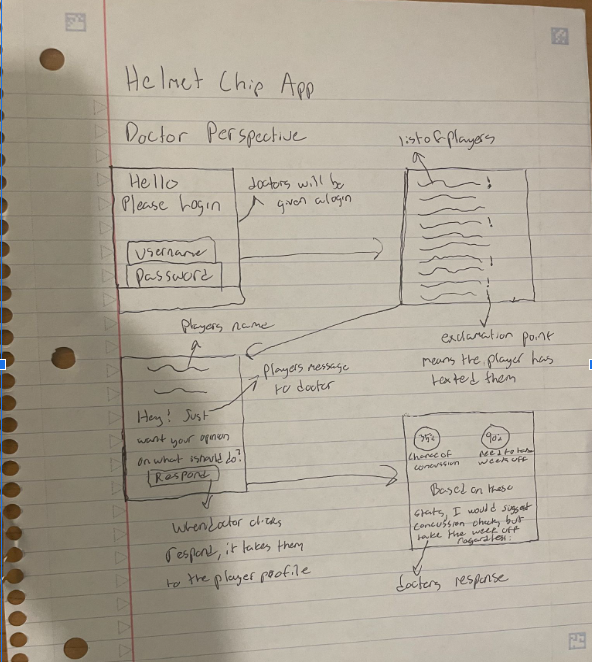 Helmet Chip App
Doctor Perspective
list of players
Hello
Please Login
username
Password
doctors will be
given a login
!
!
!
!
exclamation point
means the player has
texted them
Players name
Players message
to doctor
Hey! Just
want your opinion
on what I should do?
Respond
When doctor clicks
respond, it takes them
to the player profile
Chance of
concussion
90%
need to take
week off
Based on these
stats, I would suggest
concussion checks but
take the week off
regardless.
doctors response